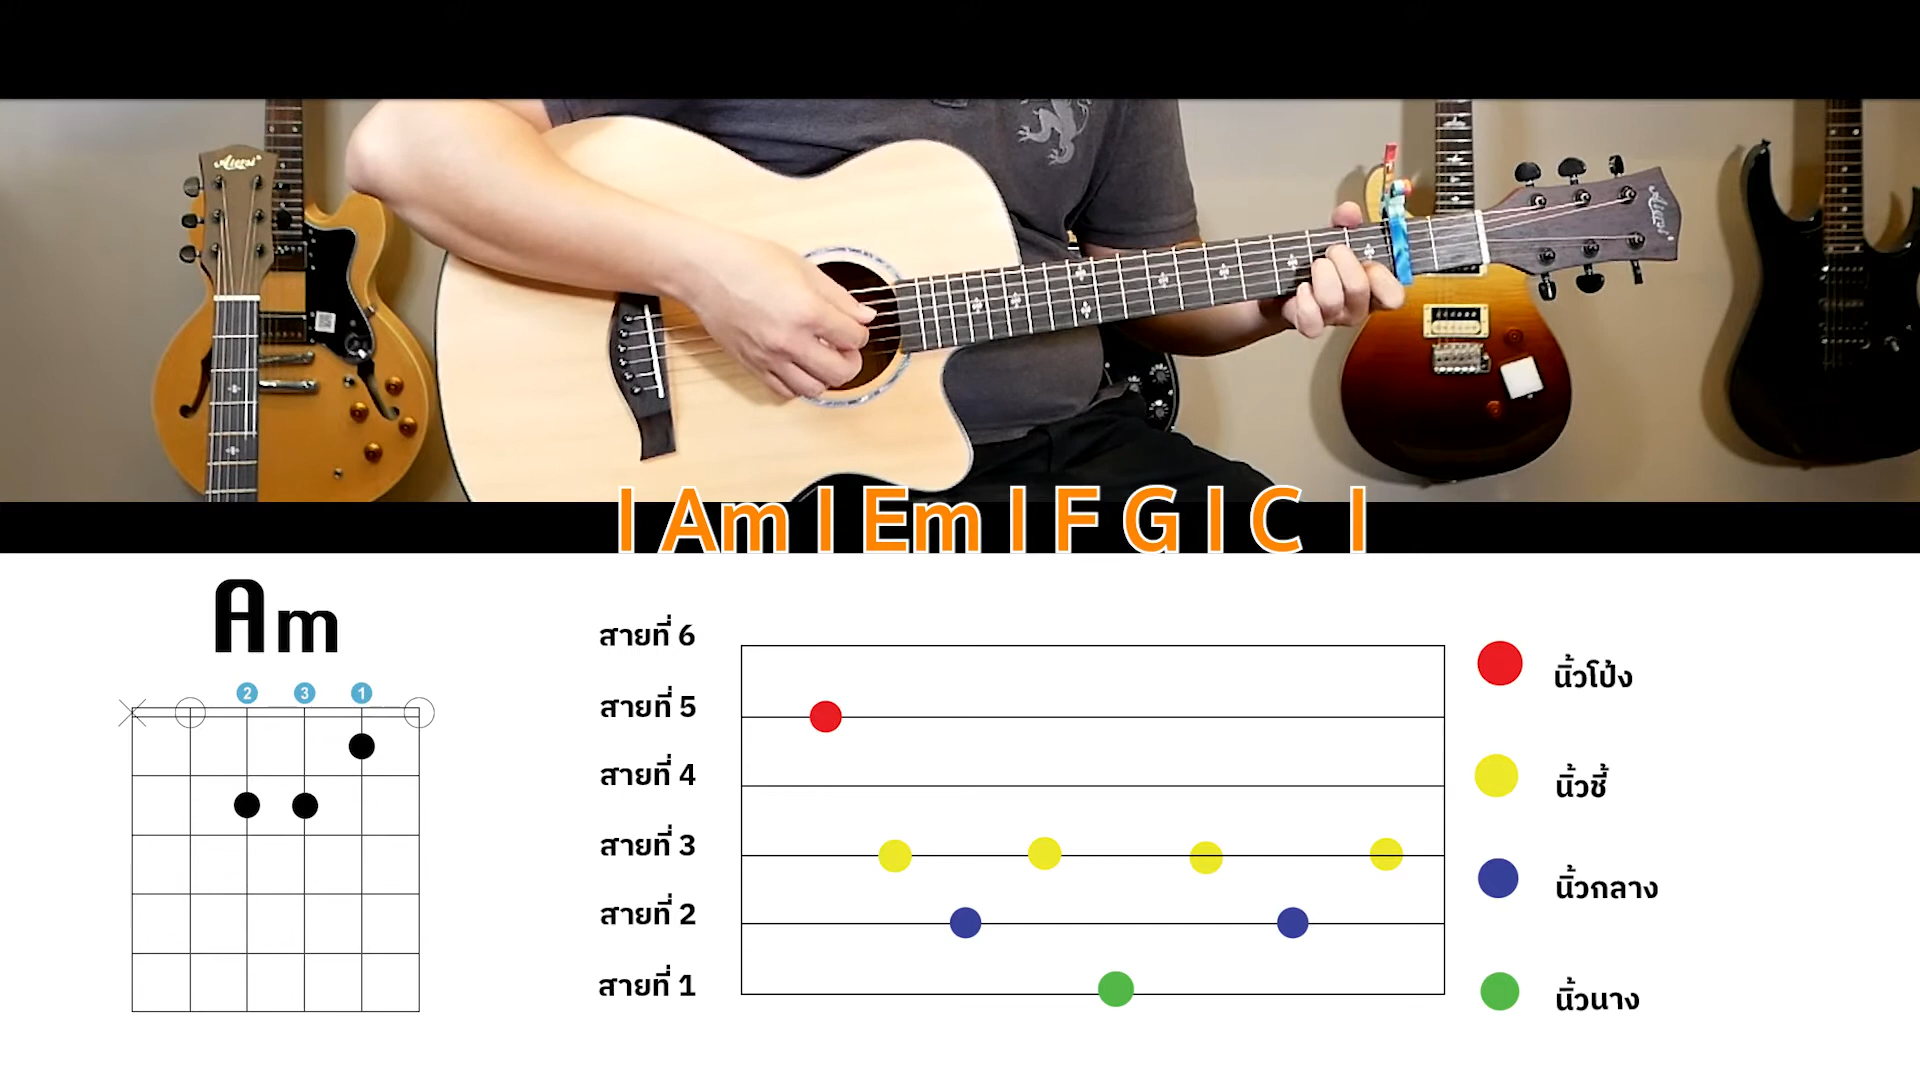 Aiersi
Aiersi
I Am I Em I F G I C I
Am
2 3 1
สายที่ 6
สายที่ 5
สายที่ 4
สายที่ 3
สายที่ 2
สายที่ 1
นิ้วโป้ง
นิ้วชี้
นิ้วกลาง
นิ้วนาง